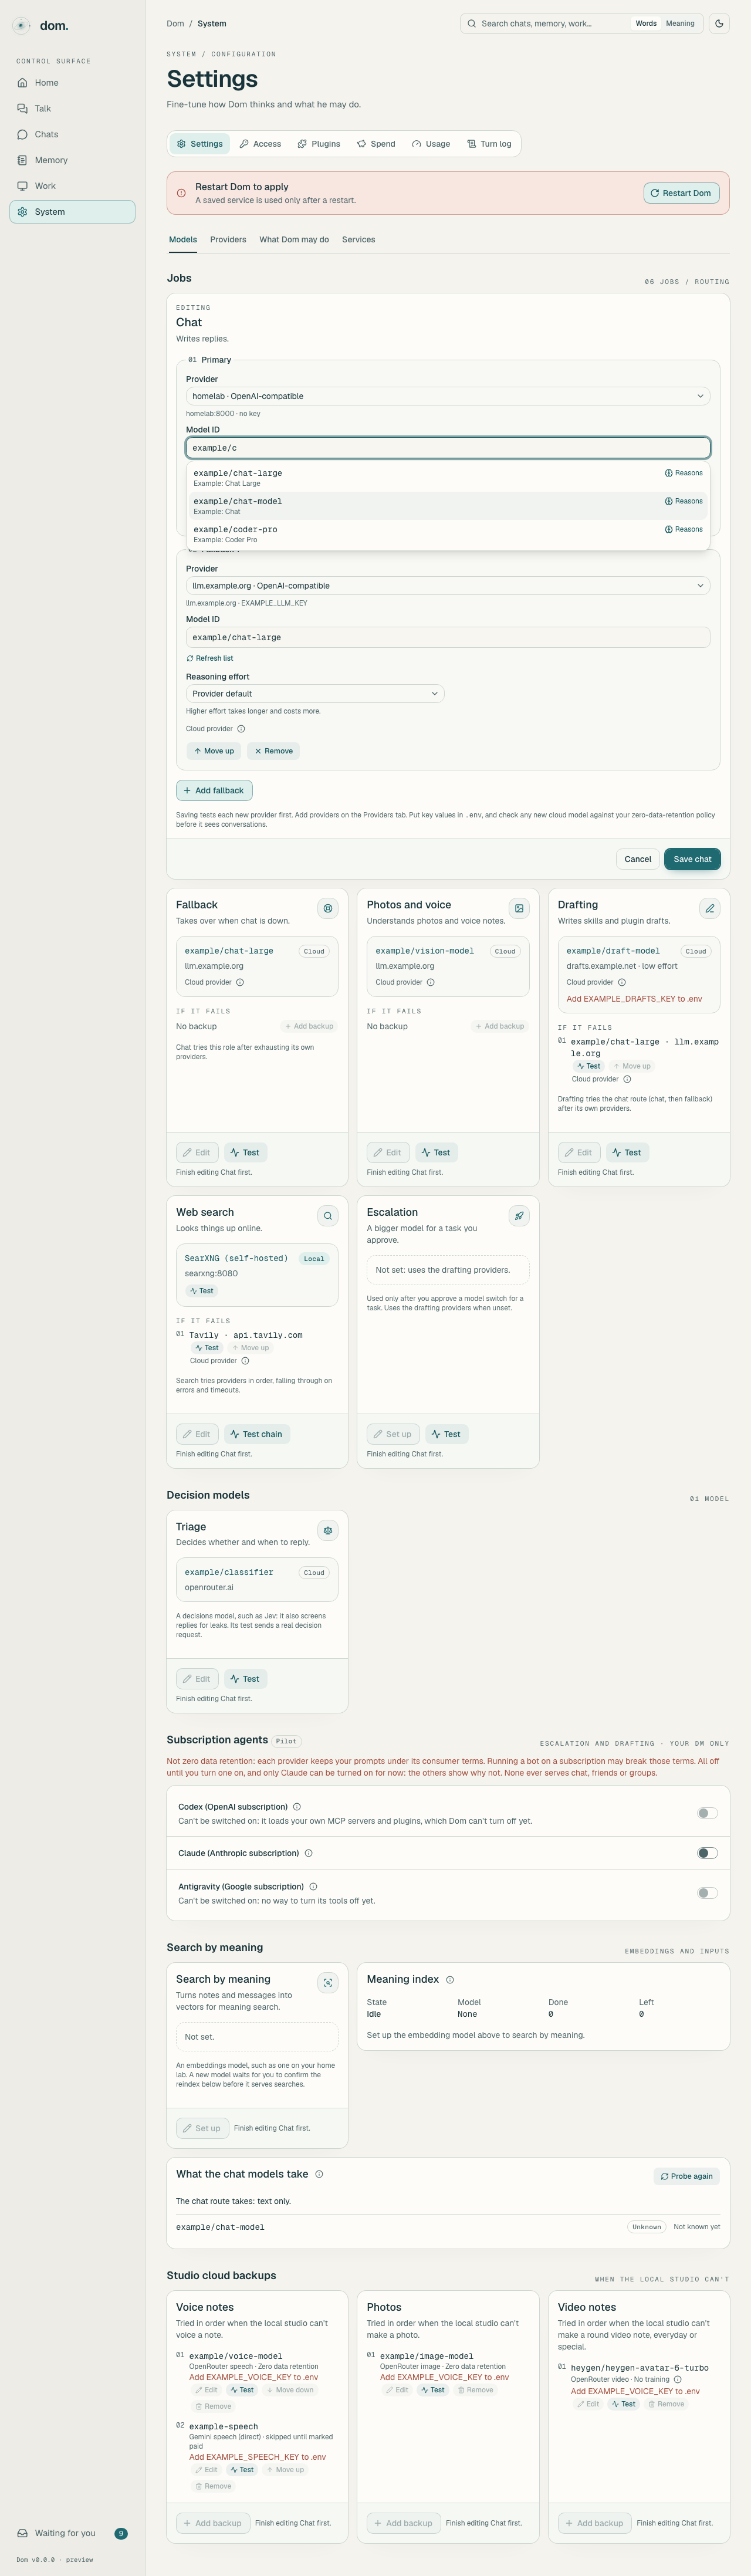 dom.
CONTROL SURFACE
Home
Talk
Chats
Memory
Work
System
Waiting for you 9
Dom v0.0.0 · preview
Dom / System
Search chats, memory, work... Words Meaning
SYSTEM / CONFIGURATION
Settings
Fine-tune how Dom thinks and what he may do.
Settings Access Plugins Spend Usage Turn log
Restart Dom to apply
A saved service is used only after a restart.
Restart Dom
Models Providers What Dom may do Services
Jobs
06 JOBS / ROUTING
EDITING
Chat
Writes replies.
01 Primary
Provider
homelab · OpenAI-compatible
homelab:8000 · no key
Model ID
example/c
example/chat-large Reasons
Example: Chat Large
example/chat-model Reasons
Example: Chat
example/coder-pro Reasons
Example: Coder Pro
Provider
llm.example.org · OpenAI-compatible
llm.example.org · EXAMPLE_LLM_KEY
Model ID
example/chat-large
Refresh list
Reasoning effort
Provider default
Higher effort takes longer and costs more.
Cloud provider
Move up Remove
Add fallback
Saving tests each new provider first. Add providers on the Providers tab. Put key values in .env, and check any new cloud model against your zero-data-retention policy
before it sees conversations.
Cancel Save chat
Fallback
Takes over when chat is down.
example/chat-large Cloud
llm.example.org
Cloud provider
IF IT FAILS
No backup Add backup
Chat tries this role after exhausting its own
providers.
Edit Test
Finish editing Chat first.
Photos and voice
Understands photos and voice notes.
example/vision-model Cloud
llm.example.org
Cloud provider
IF IT FAILS
No backup Add backup
Edit Test
Finish editing Chat first.
Drafting
Writes skills and plugin drafts.
example/draft-model Cloud
drafts.example.net · low effort
Cloud provider
Add EXAMPLE_DRAFTS_KEY to .env
IF IT FAILS
01 example/chat-large · llm.examp
le.org
Test Move up
Cloud provider
Drafting tries the chat route (chat, then fallback)
after its own providers.
Edit Test
Finish editing Chat first.
Web search
Looks things up online.
SearXNG (self-hosted) Local
searxng:8080
Test
IF IT FAILS
01 Tavily · api.tavily.com
Test Move up
Cloud provider
Search tries providers in order, falling through on
errors and timeouts.
Edit Test chain
Finish editing Chat first.
Escalation
A bigger model for a task you
approve.
Not set: uses the drafting providers.
Used only after you approve a model switch for a
task. Uses the drafting providers when unset.
Set up Test
Finish editing Chat first.
Decision models
01 MODEL
Triage
Decides whether and when to reply.
example/classifier Cloud
openrouter.ai
A decisions model, such as Jev: it also screens
replies for leaks. Its test sends a real decision
request.
Edit Test
Finish editing Chat first.
Subscription agents Pilot
ESCALATION AND DRAFTING · YOUR DM ONLY
Not zero data retention: each provider keeps your prompts under its consumer terms. Running a bot on a subscription may break those terms. All off
until you turn one on, and only Claude can be turned on for now: the others show why not. None ever serves chat, friends or groups.
Codex (OpenAI subscription)
Can't be switched on: it loads your own MCP servers and plugins, which Dom can't turn off yet.
Claude (Anthropic subscription)
Antigravity (Google subscription)
Can't be switched on: no way to turn its tools off yet.
Search by meaning
EMBEDDINGS AND INPUTS
Search by meaning
Turns notes and messages into
vectors for meaning search.
Not set.
An embeddings model, such as one on your home
lab. A new model waits for you to confirm the
reindex below before it serves searches.
Set up Finish editing Chat first.
Meaning index
State Model Done Left
Idle None 0 0
Set up the embedding model above to search by meaning.
What the chat models take
Probe again
The chat route takes: text only.
example/chat-model Unknown Not known yet
Studio cloud backups
WHEN THE LOCAL STUDIO CAN'T
Voice notes
Tried in order when the local studio can't
voice a note.
01 example/voice-model
OpenRouter speech · Zero data retention
Add EXAMPLE_VOICE_KEY to .env
Edit Test Move down
Remove
02 example-speech
Gemini speech (direct) · skipped until marked
paid
Add EXAMPLE_SPEECH_KEY to .env
Edit Test Move up
Remove
Add backup Finish editing Chat first.
Photos
Tried in order when the local studio can't
make a photo.
01 example/image-model
OpenRouter image · Zero data retention
Add EXAMPLE_VOICE_KEY to .env
Edit Test Remove
Add backup Finish editing Chat first.
Video notes
Tried in order when the local studio can't
make a round video note, everyday or
special.
01 heygen/heygen-avatar-6-turbo
OpenRouter video · No training
Add EXAMPLE_VOICE_KEY to .env
Edit Test Remove
Add backup Finish editing Chat first.